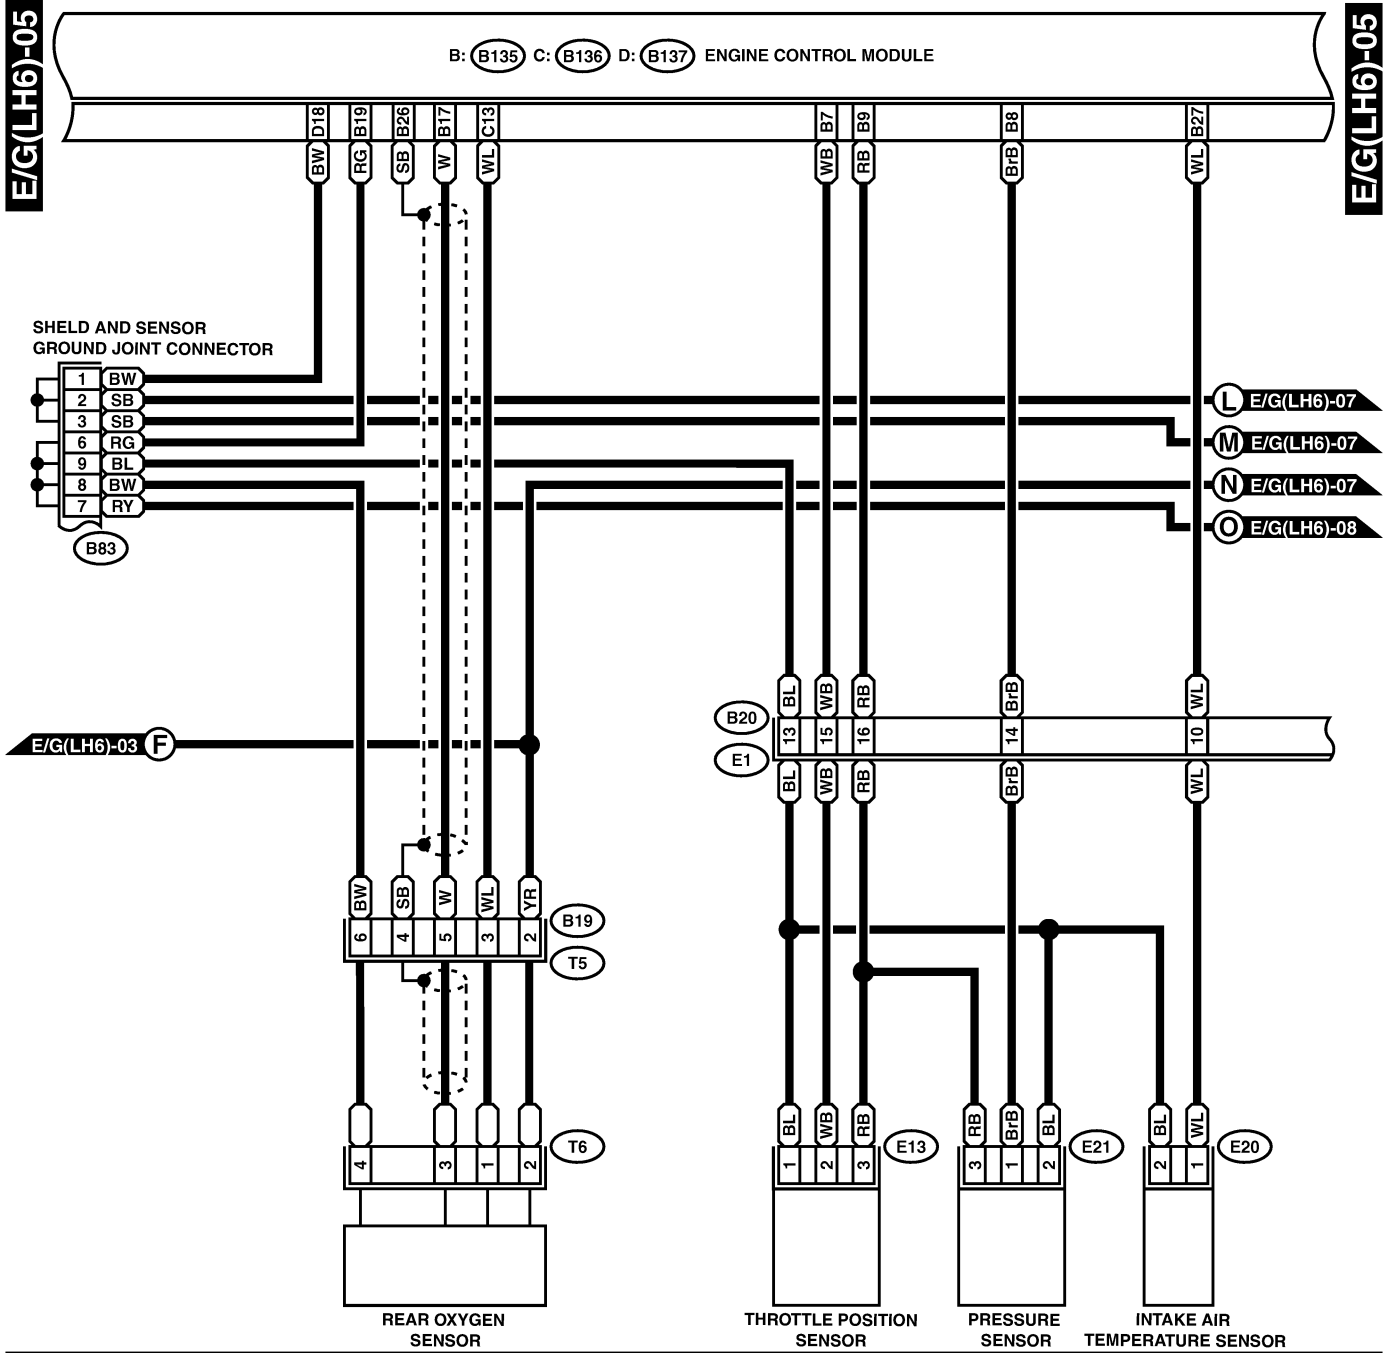 E/G(LH6)-05
E/G(LH6)-05
B: B135 C: B136 D: B137 ENGINE CONTROL MODULE
D18 B19 B26 B17 C13 B7 B9 B8 B27
BW RG SB W WL WB RB BrB WL
SHELD AND SENSOR
GROUND JOINT CONNECTOR
1 BW
2 SB L E/G(LH6)-07
3 SB
6 RG M E/G(LH6)-07
9 BL
8 BW N E/G(LH6)-07
7 RY
O E/G(LH6)-08
B83
BL WB RB BrB WL
B20
13 15 16 14 10
E/G(LH6)-03 F
E1
BL WB RB BrB WL
BW SB W WL YR
B19
6 4 5 3 2
T5
BL WB RB RB BrB BL BL WL
T6 E13 E21 E20
4 3 1 2 1 2 3 3 1 2 2 1
REAR OXYGEN
SENSOR
THROTTLE POSITION
SENSOR
PRESSURE
SENSOR
INTAKE AIR
TEMPERATURE SENSOR